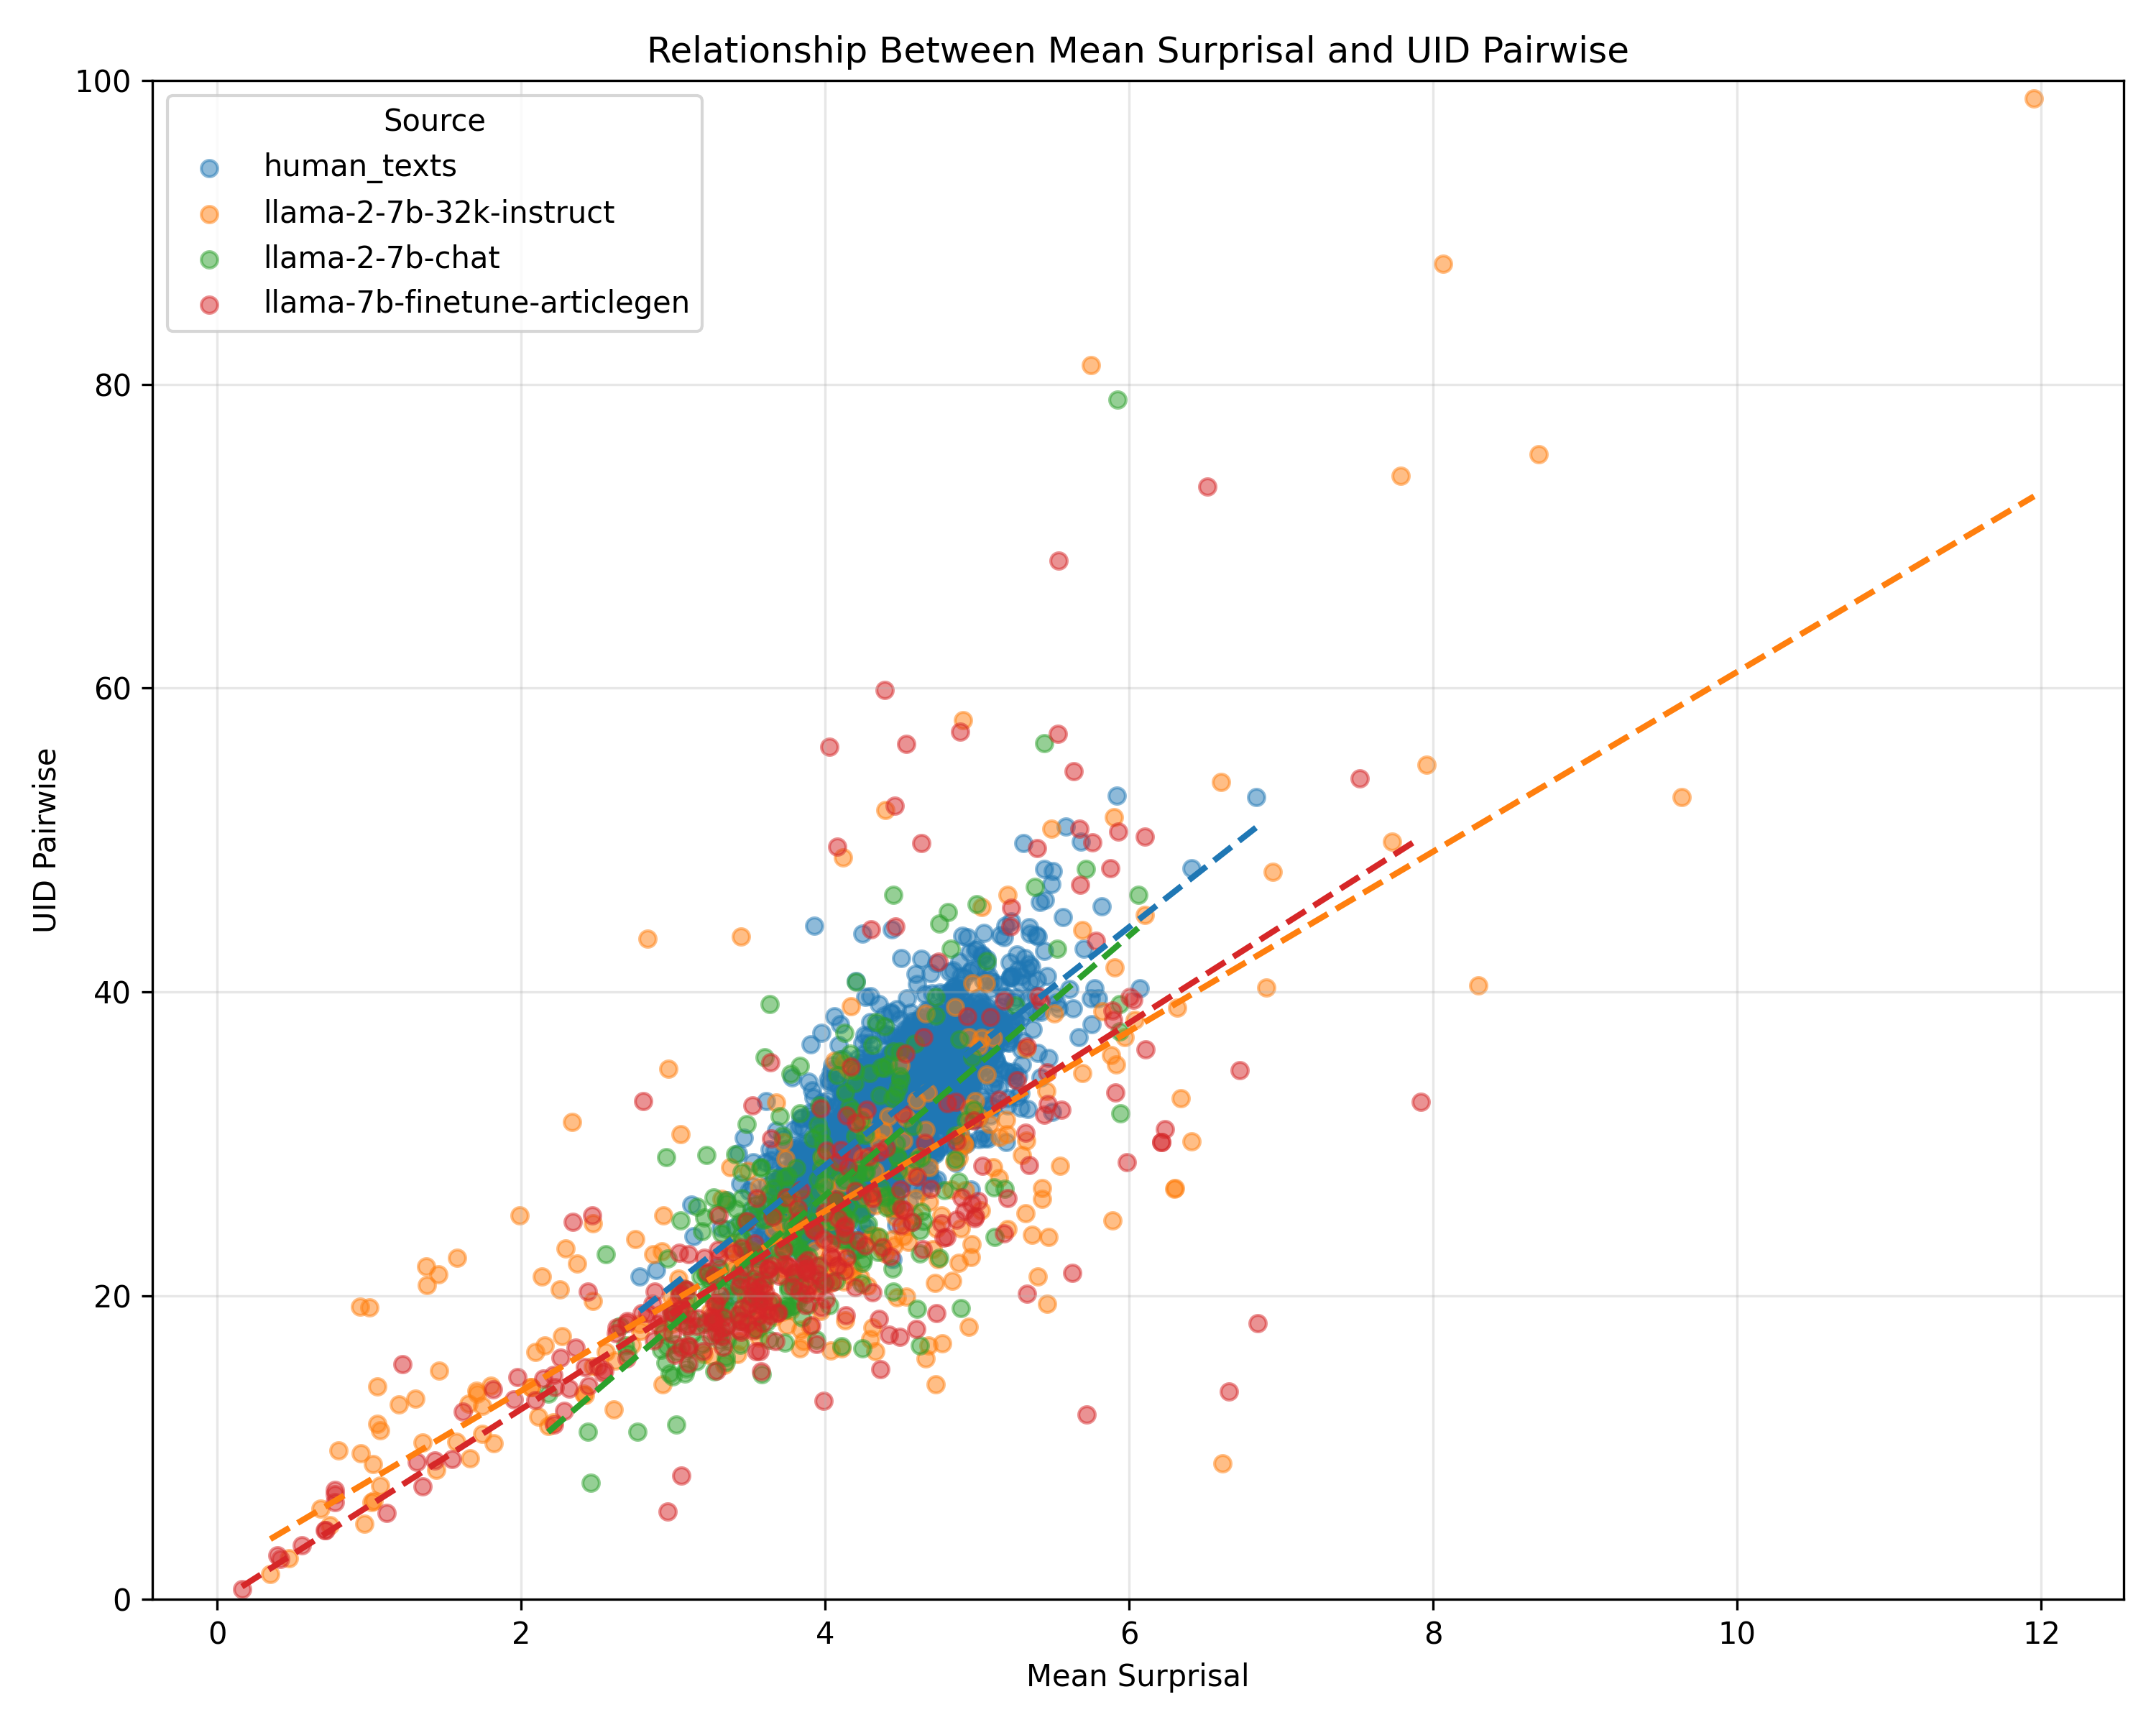 Relationship Between Mean Surprisal and UID Pairwise
Source
human_texts
llama-2-7b-32k-instruct
llama-2-7b-chat
llama-7b-finetune-articlegen
UID Pairwise
100
80
60
40
20
0
0 2 4 6 8 10 12
Mean Surprisal